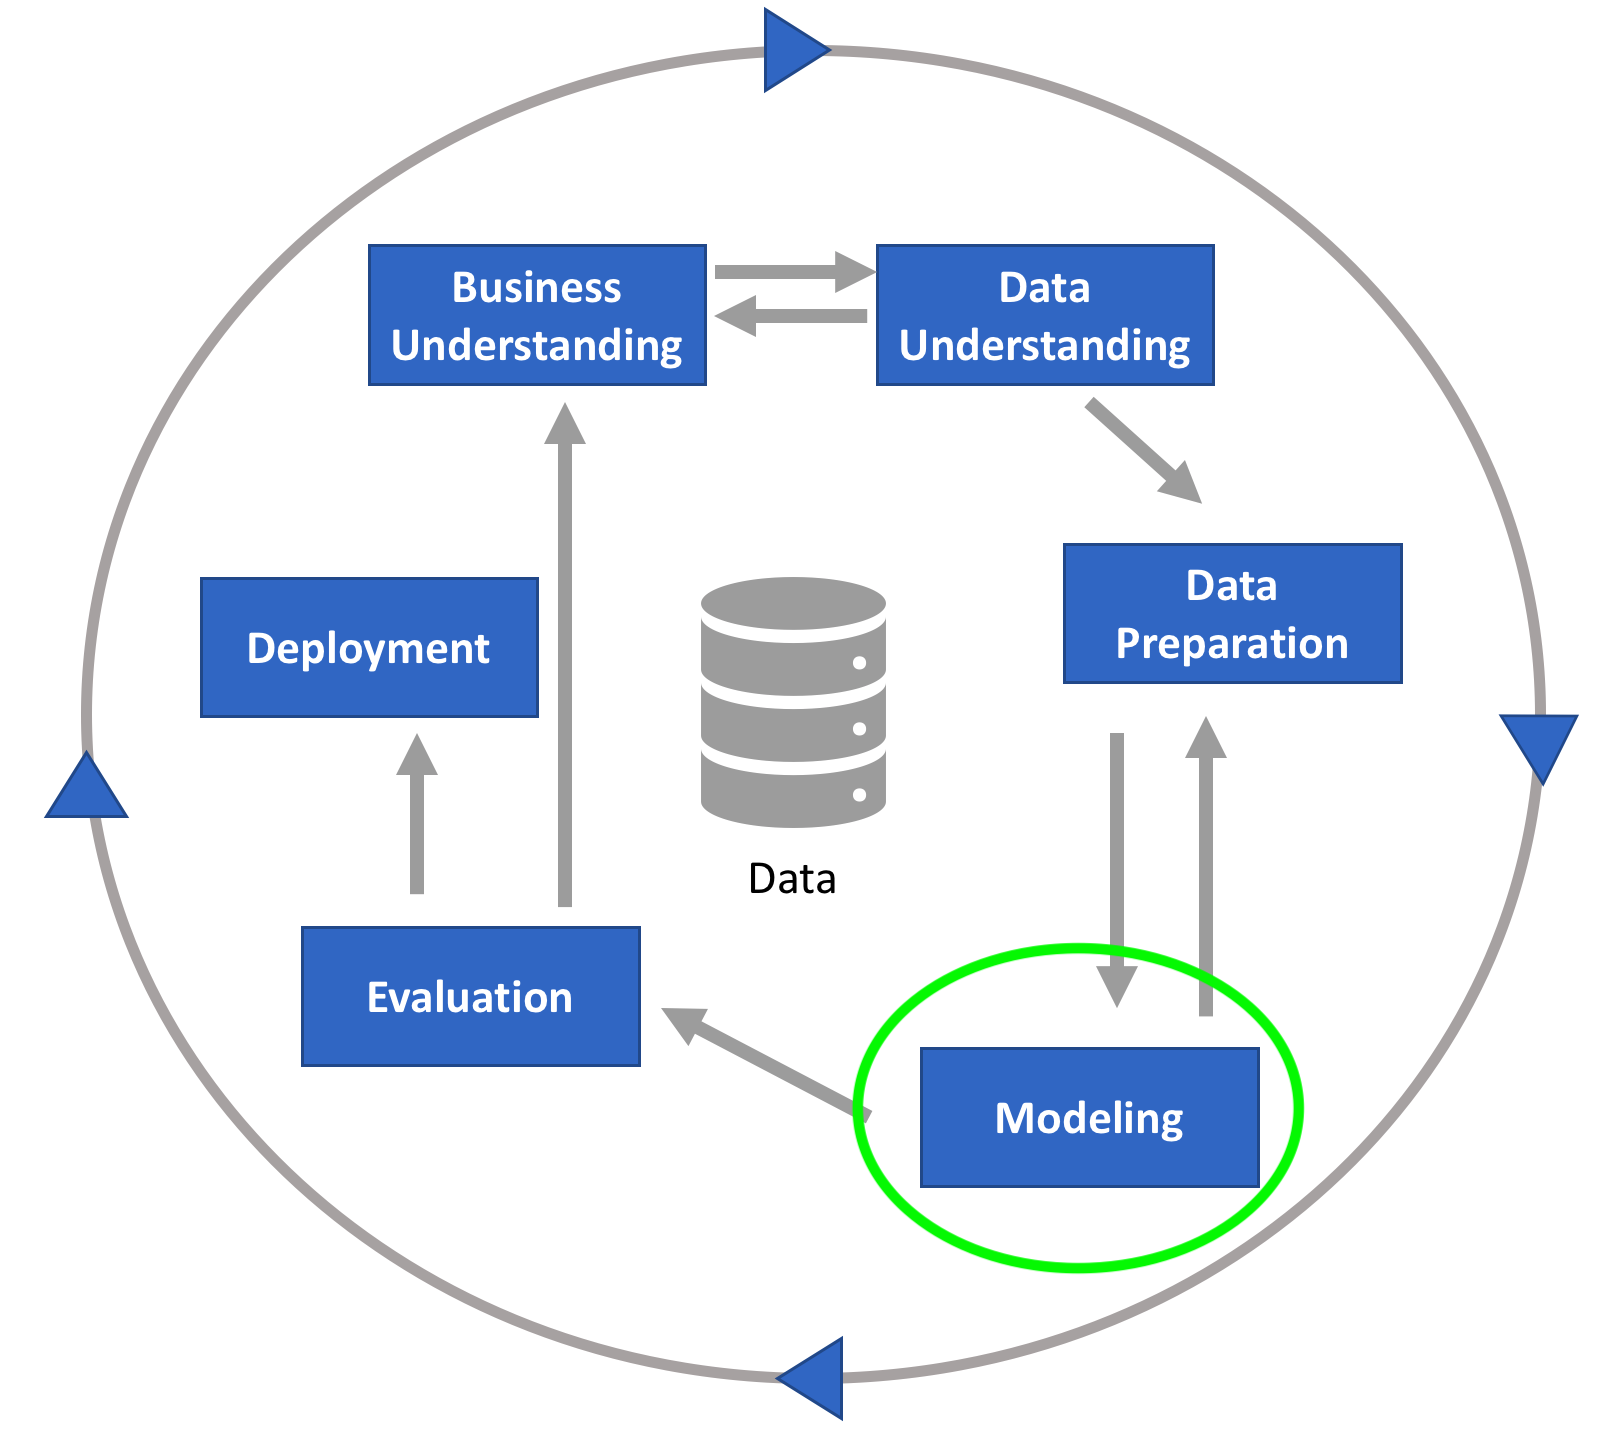 Business
Understanding
Data
Understanding
Data
Preparation
Deployment
Data
Evaluation
Modeling